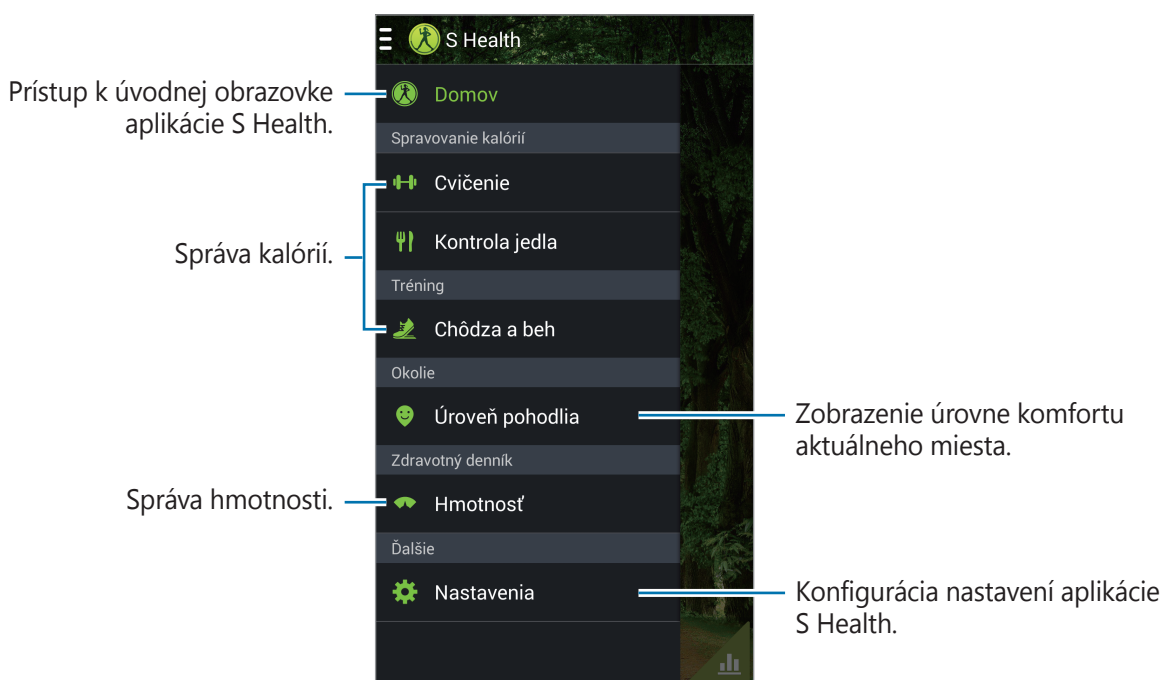 S Health
Prístup k úvodnej obrazovke
aplikácie S Health.
Domov
Spravovanie kalórií
Cvičenie
Správa kalórií.
Kontrola jedla
Tréning
Chôdza a beh
Okolie
Úroveň pohodlia
Zobrazenie úrovne komfortu
aktuálneho miesta.
Zdravotný denník
Správa hmotnosti.
Hmotnosť
Ďalšie
Nastavenia
Konfigurácia nastavení aplikácie
S Health.